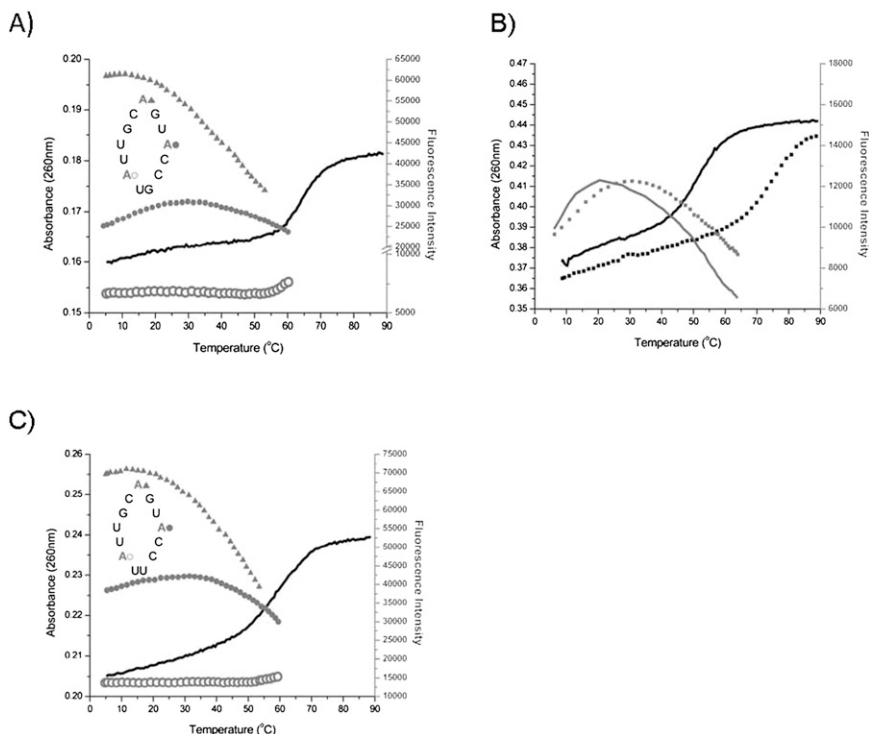 A)
0.20
0.19
0.18
0.17
0.16
0.15
Absorbance (260nm)
0 10 20 30 40 50 60 70 80 90
Temperature (°C)
65000
60000
55000
50000
45000
40000
35000
30000
25000
20000
10000
5000
Fluorescence Intensity
A
C G
G U
U A
U C
A C
UG
B)
0.47
0.46
0.45
0.44
0.43
0.42
0.41
0.40
0.39
0.38
0.37
0.36
0.35
Absorbance (260nm)
0 10 20 30 40 50 60 70 80 90
Temperature (°C)
18000
16000
14000
12000
10000
8000
6000
Fluorescence Intensity
C)
0.26
0.25
0.24
0.23
0.22
0.21
0.20
Absorbance (260nm)
0 10 20 30 40 50 60 70 80 90
Temperature (°C)
75000
70000
65000
60000
55000
50000
45000
40000
35000
30000
25000
20000
15000
10000
Fluorescence Intensity
A
C G
G U
U A
U C
A C
UU